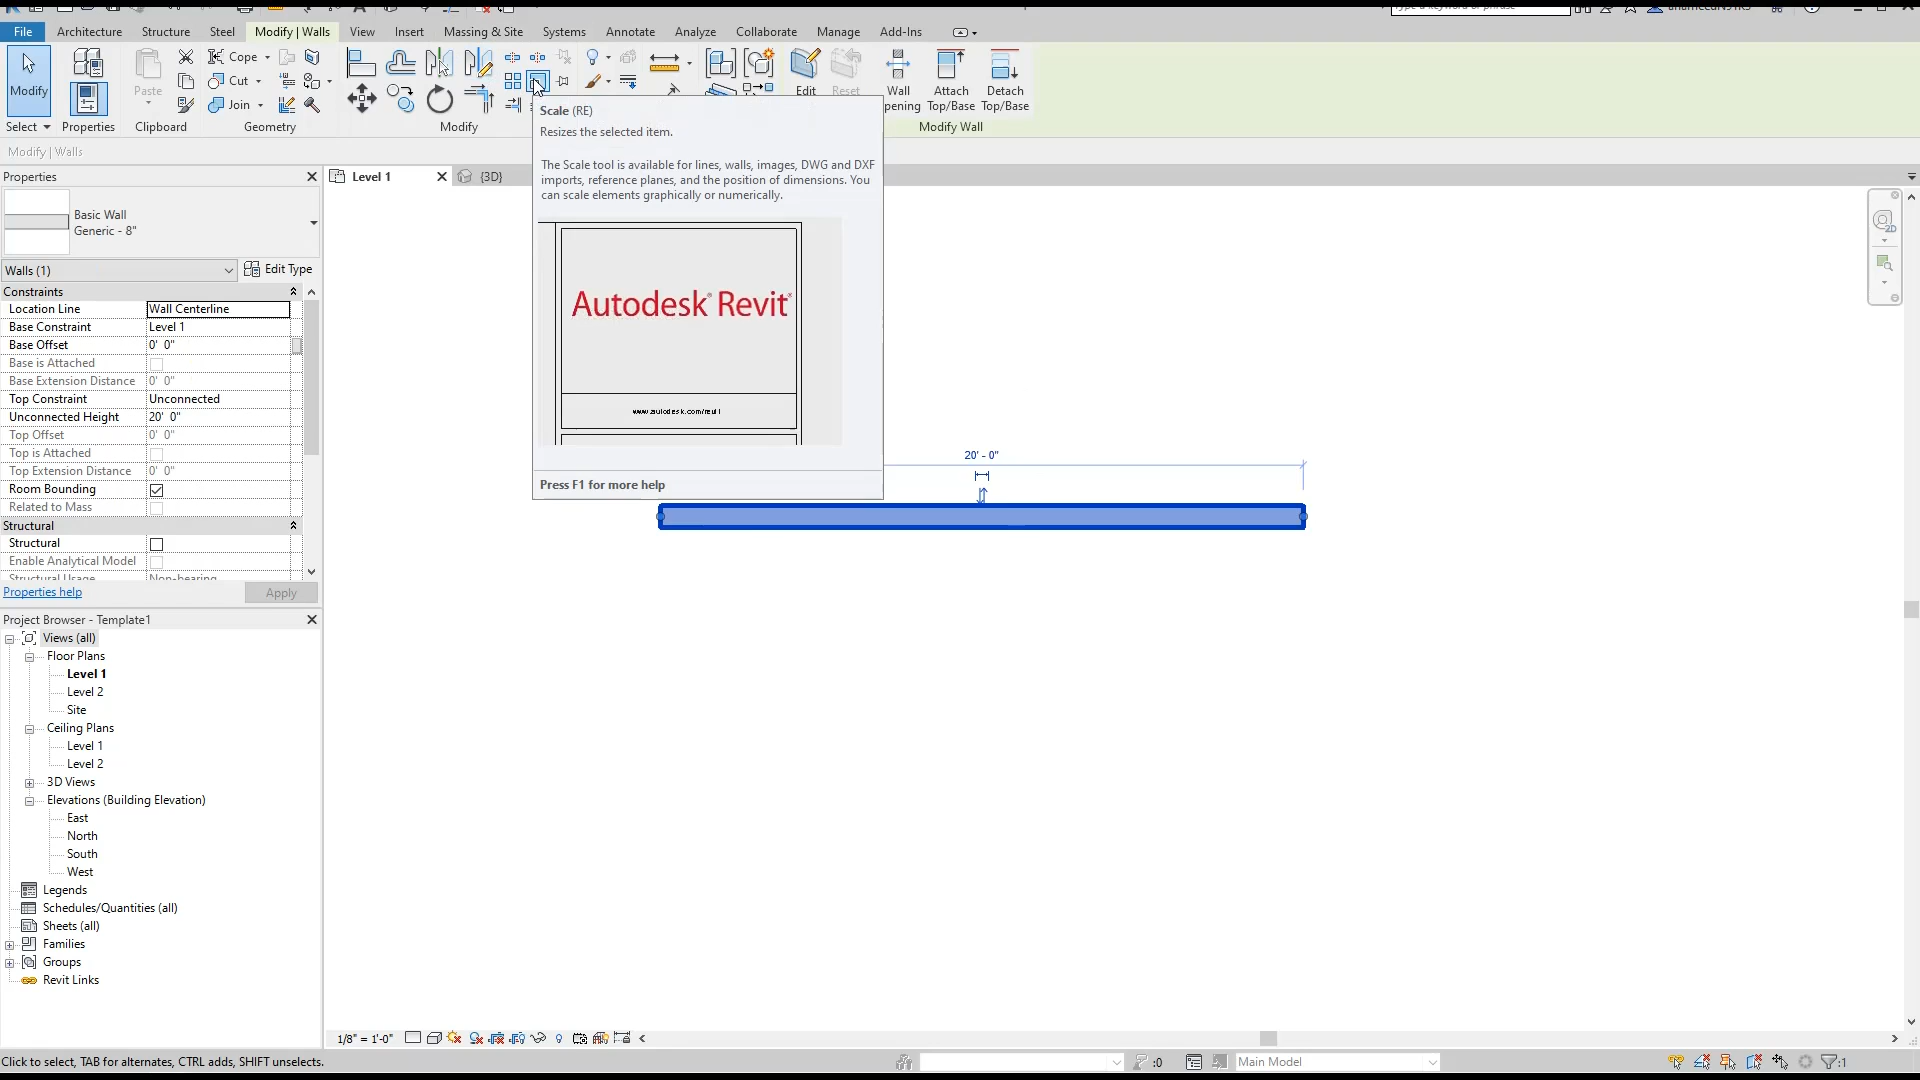 File Architecture Structure Steel Modify | Walls View Insert Massing & Site Systems Annotate Analyze Collaborate Manage Add-Ins
Modify
Select
Properties
Paste
Clipboard
Cope
Cut
Join
Geometry
Modify
Edit
Reset
Wall
pening
Attach
Top/Base
Detach
Top/Base
Modify Wall
Modify | Walls
Scale (RE)
Resizes the selected item.
The Scale tool is available for lines, walls, images, DWG and DXF
imports, reference planes, and the position of dimensions. You
can scale elements graphically or numerically.
Autodesk® Revit®
Press F1 for more help
Properties
Level 1
{3D}
Basic Wall
Generic - 8"
Walls (1)
Edit Type
Constraints
Location Line Wall Centerline
Base Constraint Level 1
Base Offset 0' 0"
Base is Attached
Base Extension Distance 0' 0"
Top Constraint Unconnected
Unconnected Height 20' 0"
Top Offset 0' 0"
Top is Attached
Top Extension Distance 0' 0"
Room Bounding
Related to Mass
Structural
Structural
Enable Analytical Model
Structural Usage Non-bearing
Properties help
Apply
20' - 0"
2D
Project Browser - Template1
Views (all)
Floor Plans
Level 1
Level 2
Site
Ceiling Plans
Level 1
Level 2
3D Views
Elevations (Building Elevation)
East
North
South
West
Legends
Schedules/Quantities (all)
Sheets (all)
Families
Groups
Revit Links
1/8" = 1'-0"
Click to select, TAB for alternates, CTRL adds, SHIFT unselects.
:0
Main Model
:1